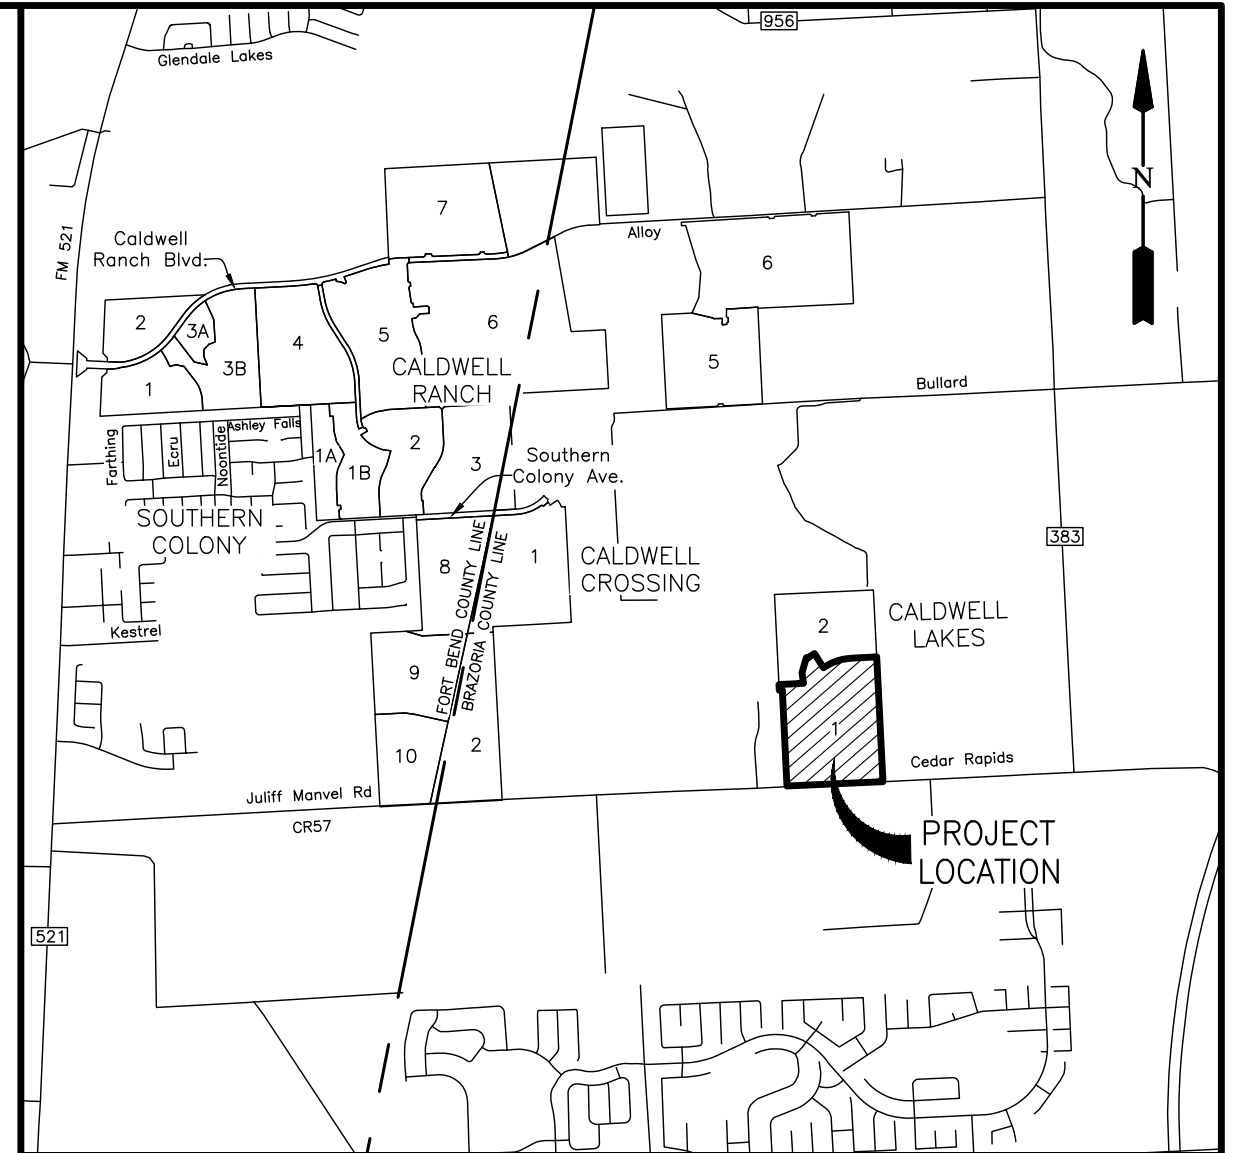 956
Glendale Lakes
N
7
FM 521
Caldwell
Ranch Blvd.
Alloy
6
2
3A
3B
4
5
6
5
1
CALDWELL
RANCH
Bullard
Farthing
Ecru
Noontide
Ashley Falls
1A
1B
2
3
Southern
Colony Ave.
SOUTHERN
COLONY
383
8
1
CALDWELL
CROSSING
FORT BEND COUNTY LINE
BRAZORIA COUNTY LINE
2
CALDWELL
LAKES
Kestrel
9
10
2
1
Cedar Rapids
Juliff Manvel Rd
CR57
PROJECT
LOCATION
521